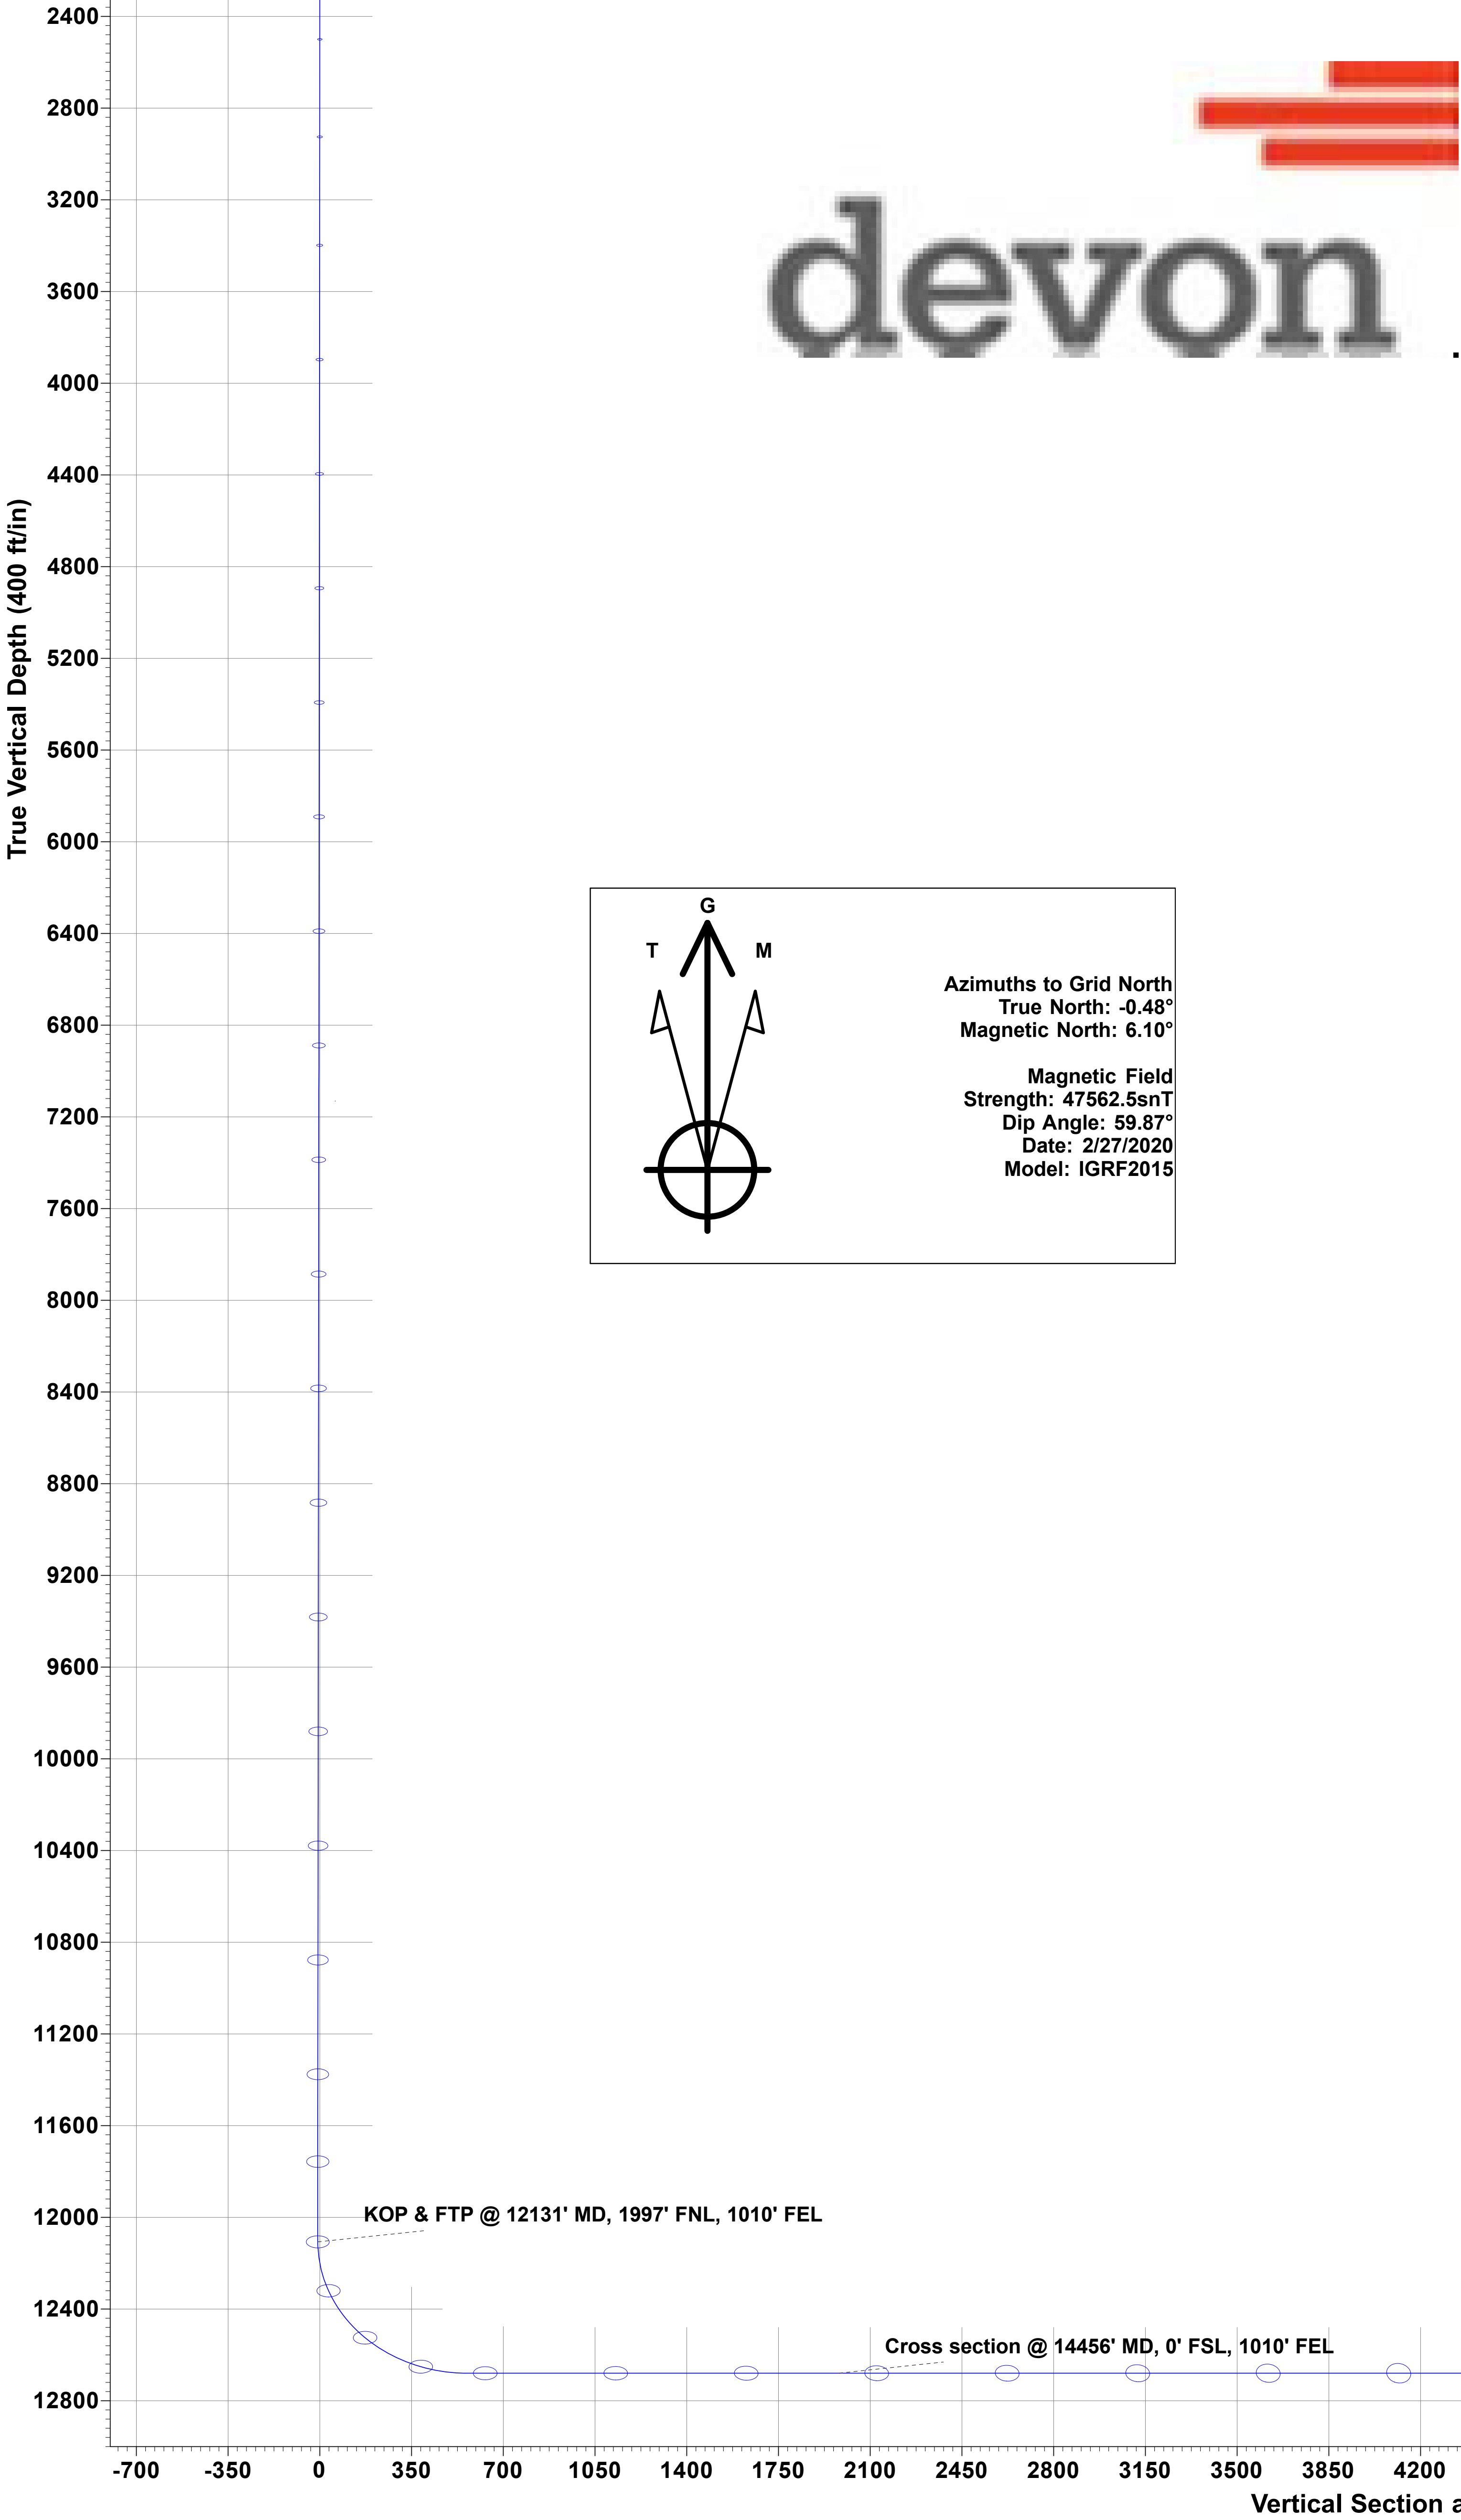 2400
2800
3200
3600
4000
4400
4800
5200
5600
6000
6400
6800
7200
7600
8000
8400
8800
9200
9600
10000
10400
10800
11200
11600
12000
12400
12800
True Vertical Depth (400 ft/in)
devon
.
G
T M
Azimuths to Grid North
True North: -0.48°
Magnetic North: 6.10°
Magnetic Field
Strength: 47562.5snT
Dip Angle: 59.87°
Date: 2/27/2020
Model: IGRF2015
KOP & FTP @ 12131' MD, 1997' FNL, 1010' FEL
Cross section @ 14456' MD, 0' FSL, 1010' FEL
-700 -350 0 350 700 1050 1400 1750 2100 2450 2800 3150 3500 3850 4200
Vertical Section a